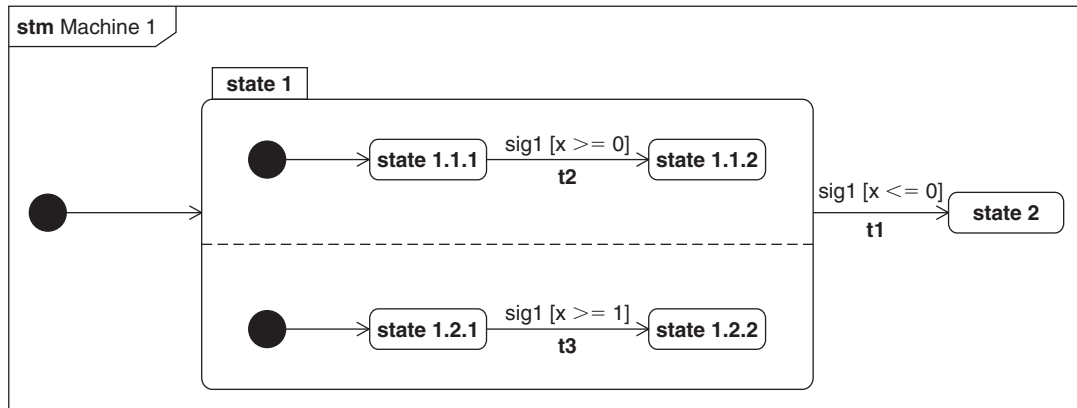 stm Machine 1
state 1
state 1.1.1
sig1 [x >= 0]
t2
state 1.1.2
sig1 [x <= 0]
t1
state 2
state 1.2.1
sig1 [x >= 1]
t3
state 1.2.2